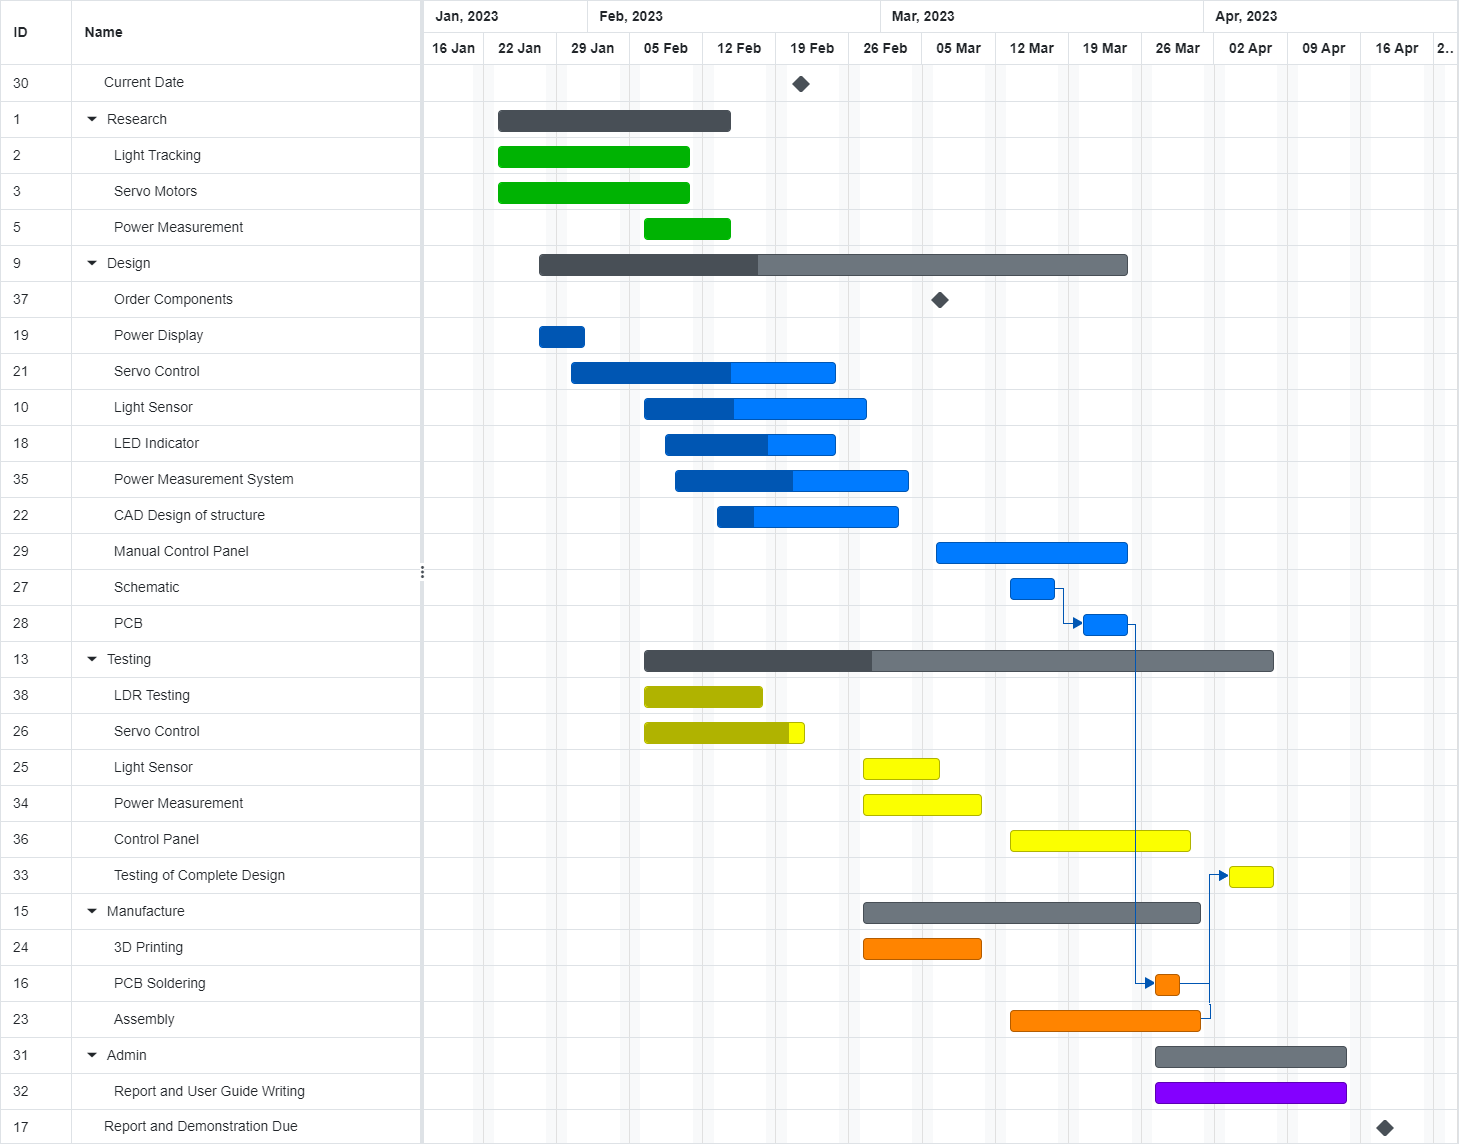 ID Name Jan, 2023 Feb, 2023 Mar, 2023 Apr, 2023
16 Jan 22 Jan 29 Jan 05 Feb 12 Feb 19 Feb 26 Feb 05 Mar 12 Mar 19 Mar 26 Mar 02 Apr 09 Apr 16 Apr 2..
30 Current Date
1 Research
2 Light Tracking
3 Servo Motors
5 Power Measurement
9 Design
37 Order Components
19 Power Display
21 Servo Control
10 Light Sensor
18 LED Indicator
35 Power Measurement System
22 CAD Design of structure
29 Manual Control Panel
27 Schematic
28 PCB
13 Testing
38 LDR Testing
26 Servo Control
25 Light Sensor
34 Power Measurement
36 Control Panel
33 Testing of Complete Design
15 Manufacture
24 3D Printing
16 PCB Soldering
23 Assembly
31 Admin
32 Report and User Guide Writing
17 Report and Demonstration Due